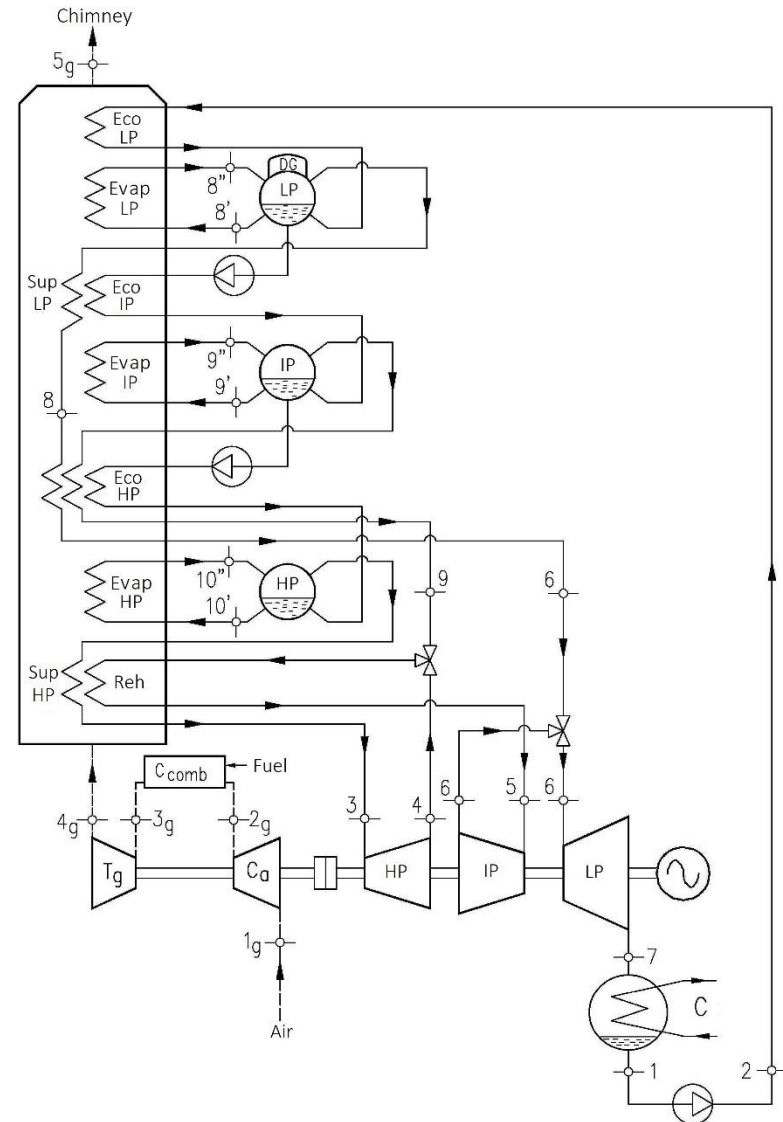 Chimney
5g
Eco
LP
Evap
LP
8"
8'
DG
LP
Sup
LP
Eco
IP
Evap
IP
9"
9'
IP
8
Eco
HP
Evap
HP
10"
10'
HP
9
6
Sup
HP
Reh
Ccomb
Fuel
4g
3g
2g
3
4
6
5
6
Tg
Ca
HP
IP
LP
1g
Air
7
C
1
2